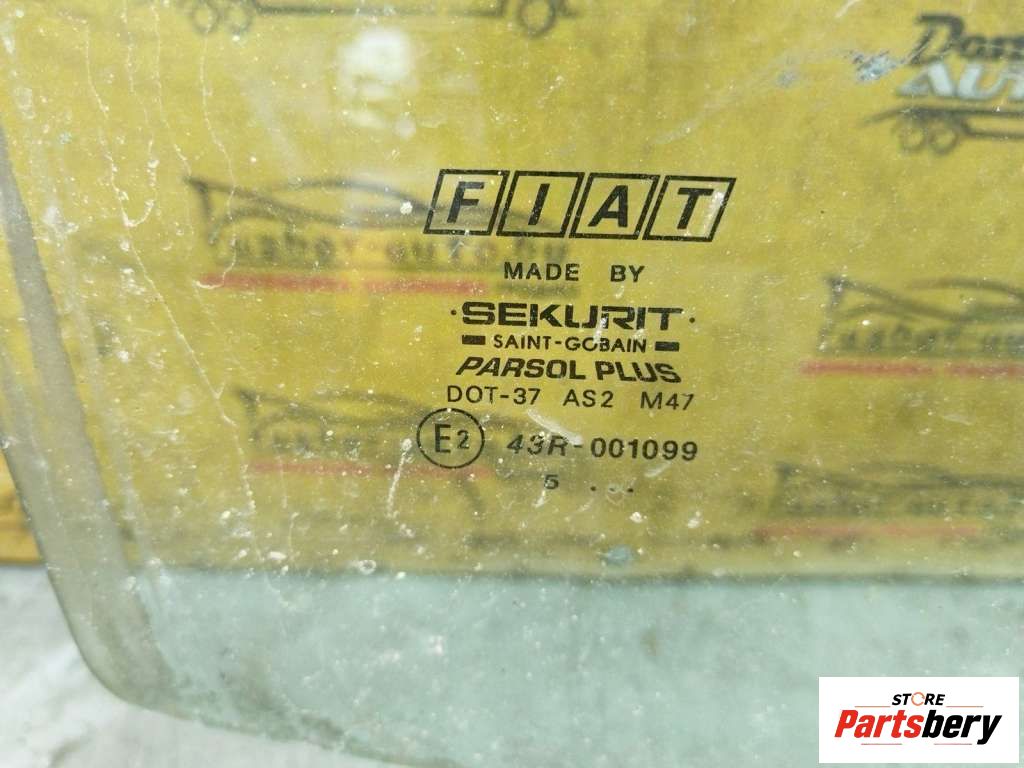 FIAT
MADE BY
·SEKURIT·
SAINT-GOBAIN
PARSOL PLUS
DOT-37 AS2 M47
E2 43R-001099
5 ...
STORE
Partsbery